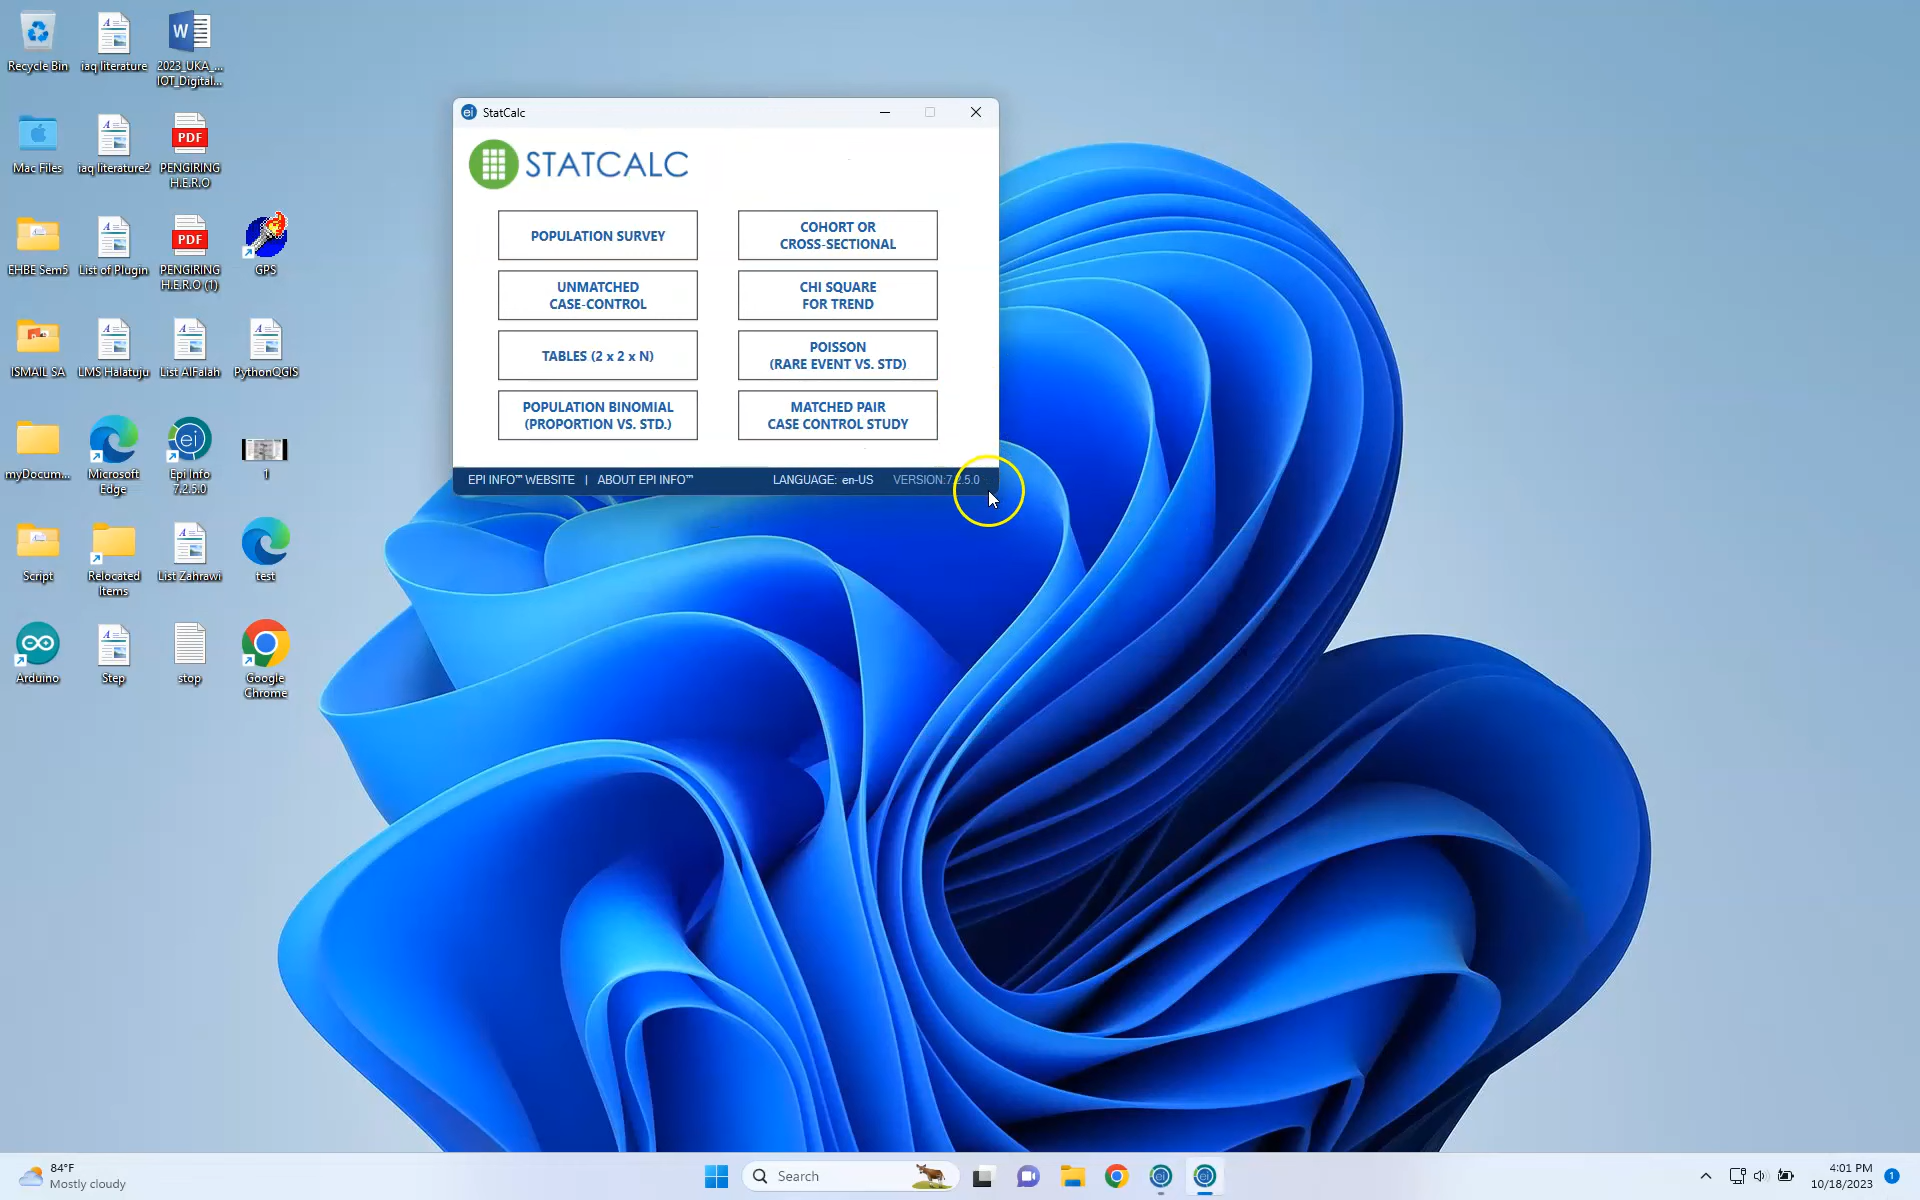 Recycle Bin
iaq literature
2023_UKA_...
IOT_Digital...
Mac Files
iaq literature2
PDF
PENGIRING
H.E.R.O
EHBE Sem5
List of Plugin
PDF
PENGIRING
H.E.R.O (1)
GPS
ISMAIL SA
LMS Halatuju
List AlFalah
PythonQGIS
myDocum...
Microsoft
Edge
Epi Info
7.2.5.0
1
Script
Relocated
Items
List Zahrawi
test
Arduino
Step
stop
Google
Chrome
StatCalc
STATCALC
POPULATION SURVEY
COHORT OR
CROSS-SECTIONAL
UNMATCHED
CASE-CONTROL
CHI SQUARE
FOR TREND
TABLES (2 x 2 x N)
POISSON
(RARE EVENT VS. STD)
POPULATION BINOMIAL
(PROPORTION VS. STD.)
MATCHED PAIR
CASE CONTROL STUDY
EPI INFO™ WEBSITE | ABOUT EPI INFO™ LANGUAGE: en-US VERSION:7.2.5.0
84°F
Mostly cloudy
Search
4:01 PM
10/18/2023
1